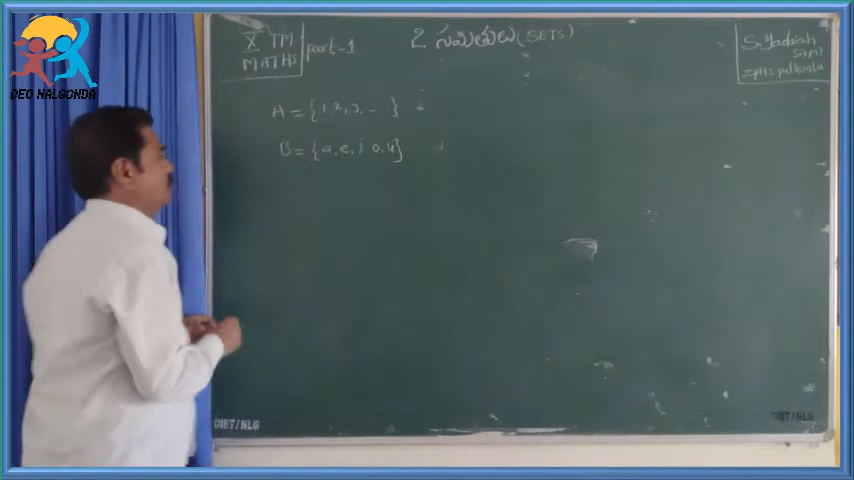 DEO NALGONDA
X TM
MATHS
part-1
2. సమితులు (SETS)
S. Yadaiah
SA(M)
ZPHS
A = {1, 2, 3, - - }
B = {a, e, i, o, u}
DIET/NLG
DIET/NLG